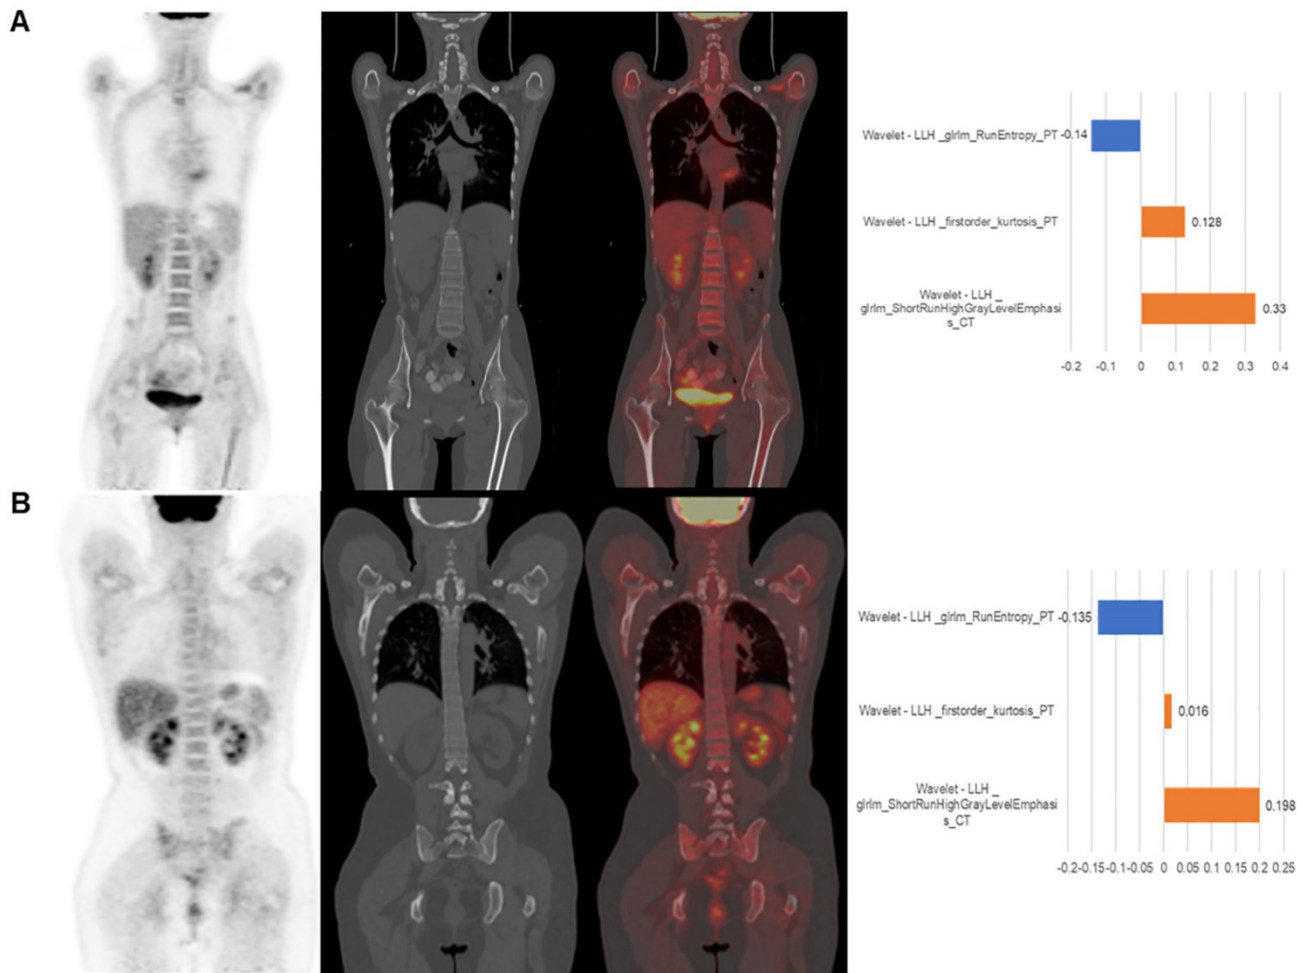 A
Wavelet - LLH _glrlm_RunEntropy_PT -0.14
Wavelet - LLH _firstorder_kurtosis_PT 0.128
Wavelet - LLH _
glrlm_ShortRunHighGrayLevelEmphasi
s_CT
0.33
-0.2 -0.1 0 0.1 0.2 0.3 0.4
B
Wavelet - LLH _glrlm_RunEntropy_PT -0.135
Wavelet - LLH _firstorder_kurtosis_PT 0.016
Wavelet - LLH _
glrlm_ShortRunHighGrayLevelEmphasi
s_CT
0.198
-0.2 -0.15 -0.1 -0.05 0 0.05 0.1 0.15 0.2 0.25